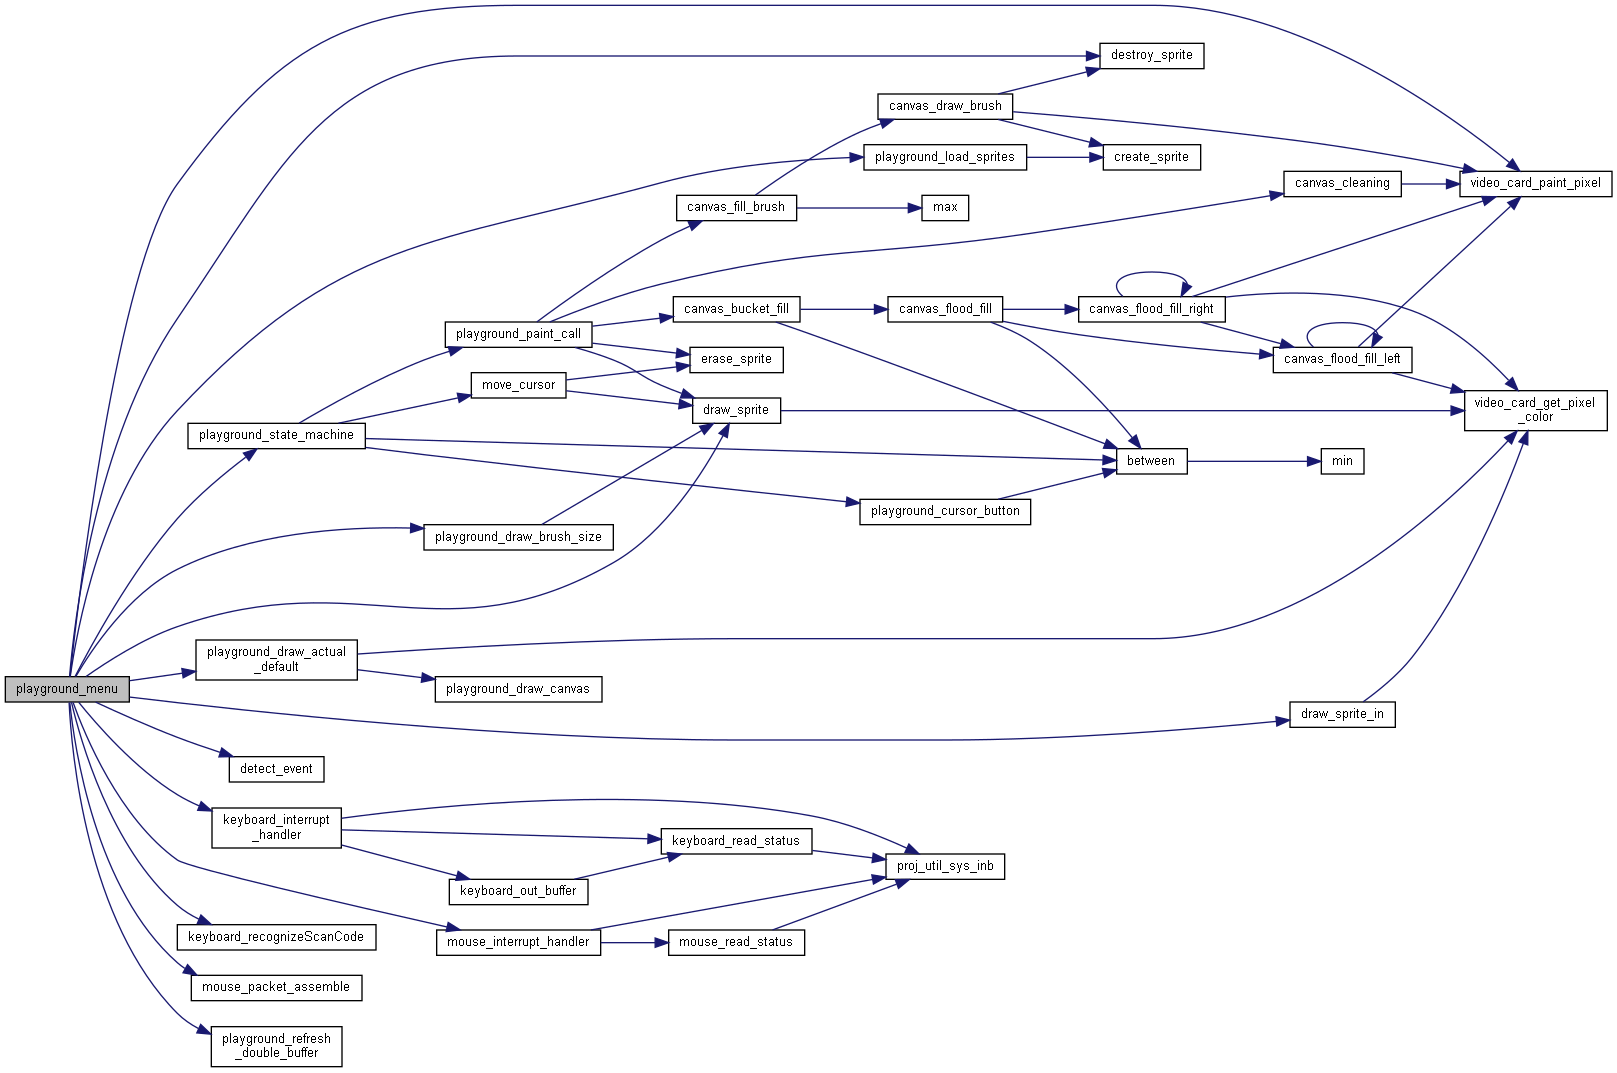 destroy_sprite
canvas_draw_brush
playground_load_sprites
create_sprite
canvas_cleaning
video_card_paint_pixel
canvas_fill_brush
max
canvas_bucket_fill
canvas_flood_fill
canvas_flood_fill_right
playground_paint_call
erase_sprite
canvas_flood_fill_left
move_cursor
draw_sprite
video_card_get_pixel
_color
playground_state_machine
between
min
playground_cursor_button
playground_draw_brush_size
playground_draw_actual
_default
playground_menu
playground_draw_canvas
draw_sprite_in
detect_event
keyboard_interrupt
_handler
keyboard_read_status
proj_util_sys_inb
keyboard_out_buffer
keyboard_recognizeScanCode
mouse_interrupt_handler
mouse_read_status
mouse_packet_assemble
playground_refresh
_double_buffer